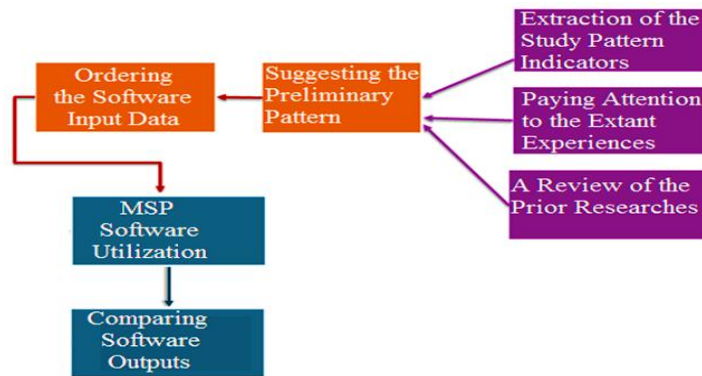 Extraction of the
Study Pattern
Indicators
Ordering
the Software
Input Data
Suggesting the
Preliminary
Pattern
Paying Attention
to the Extant
Experiences
A Review of the
Prior Researches
MSP
Software
Utilization
Comparing
Software
Outputs